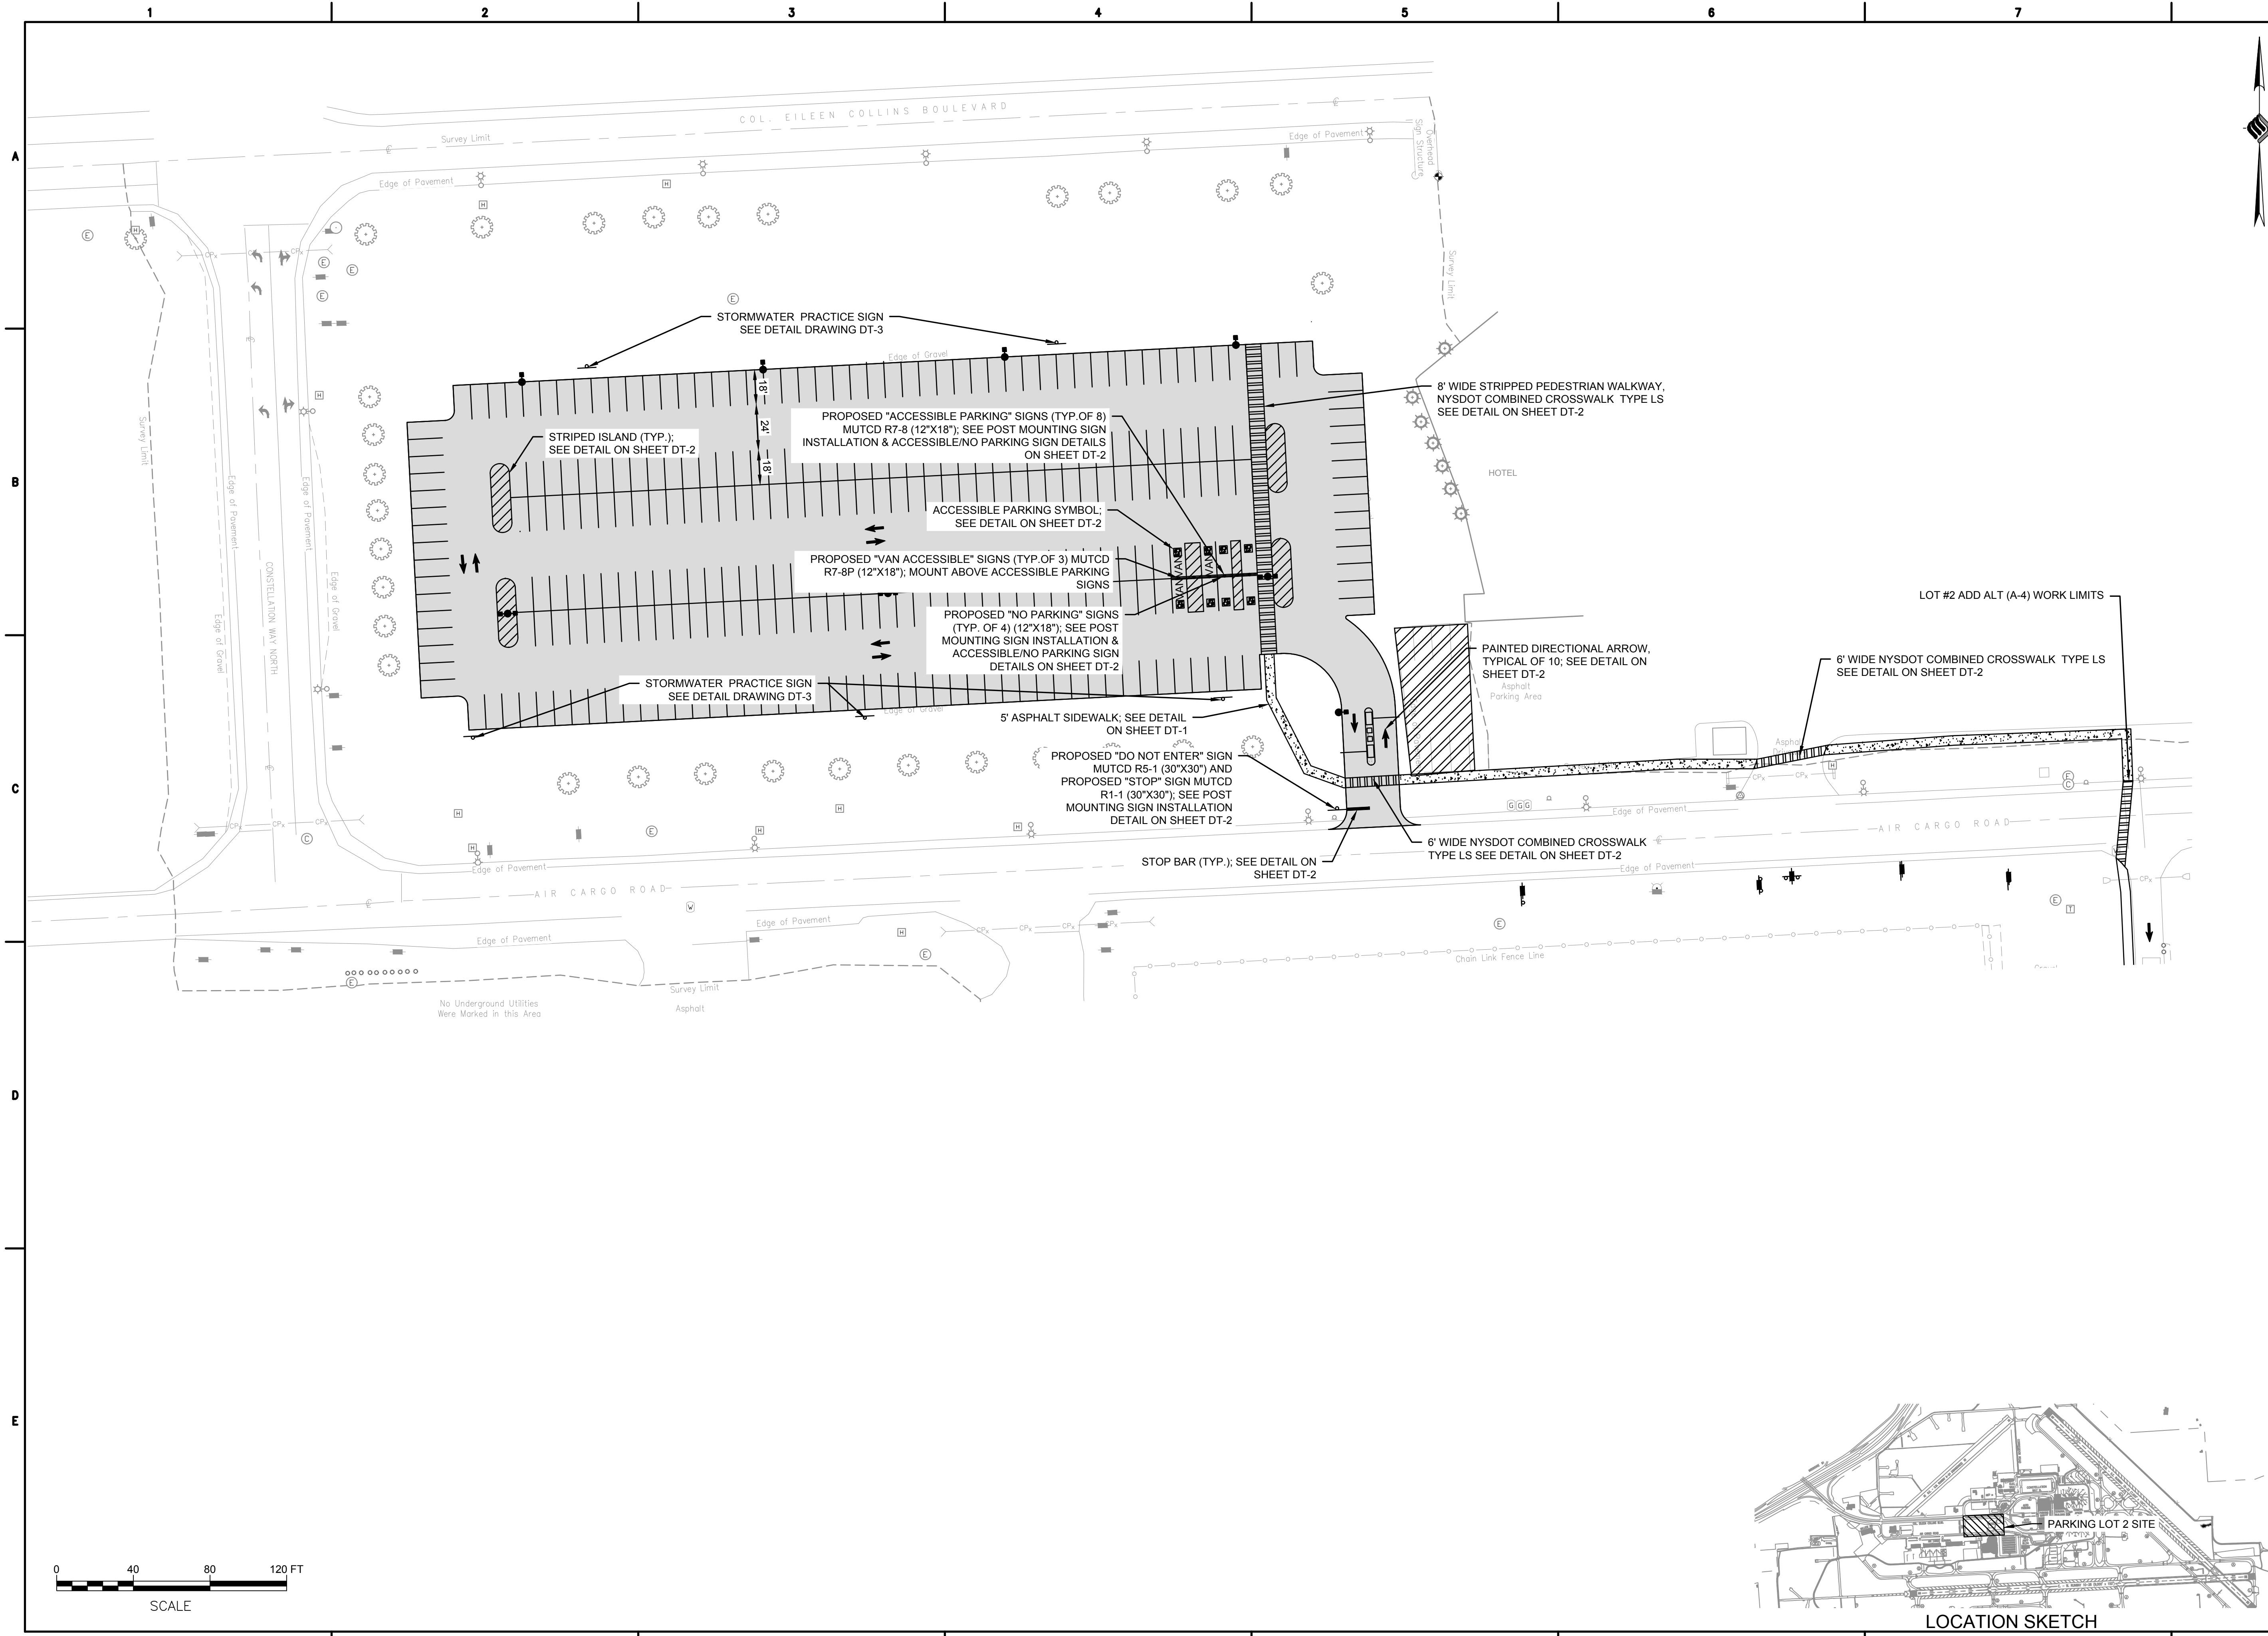 1
2
3
4
5
6
7
A
B
C
D
E
COL. EILEEN COLLINS BOULEVARD
Survey Limit
Edge of Pavement
Edge of Pavement
Overhead
Sign Structure
Survey Limit
STORMWATER  PRACTICE SIGN
SEE DETAIL DRAWING DT-3
Edge of Gravel
18'
24'
18'
8' WIDE STRIPPED PEDESTRIAN WALKWAY,
NYSDOT COMBINED CROSSWALK  TYPE LS
SEE DETAIL ON SHEET DT-2
PROPOSED "ACCESSIBLE PARKING" SIGNS (TYP.OF 8)
MUTCD R7-8 (12"X18"); SEE POST MOUNTING SIGN
INSTALLATION & ACCESSIBLE/NO PARKING SIGN DETAILS
ON SHEET DT-2
STRIPED ISLAND (TYP.);
SEE DETAIL ON SHEET DT-2
HOTEL
ACCESSIBLE PARKING SYMBOL;
SEE DETAIL ON SHEET DT-2
PROPOSED "VAN ACCESSIBLE" SIGNS (TYP.OF 3) MUTCD
R7-8P (12"X18"); MOUNT ABOVE ACCESSIBLE PARKING
SIGNS
VAN
VAN
VAN
PROPOSED "NO PARKING" SIGNS
(TYP. OF 4) (12"X18"); SEE POST
MOUNTING SIGN INSTALLATION &
ACCESSIBLE/NO PARKING SIGN
DETAILS ON SHEET DT-2
LOT #2 ADD ALT (A-4) WORK LIMITS
PAINTED DIRECTIONAL ARROW,
TYPICAL OF 10; SEE DETAIL ON
SHEET DT-2
Asphalt
Parking Area
6' WIDE NYSDOT COMBINED CROSSWALK  TYPE LS
SEE DETAIL ON SHEET DT-2
STORMWATER  PRACTICE SIGN
SEE DETAIL DRAWING DT-3
Edge of Gravel
5' ASPHALT SIDEWALK; SEE DETAIL
ON SHEET DT-1
PROPOSED "DO NOT ENTER" SIGN
MUTCD R5-1 (30"X30") AND
PROPOSED "STOP" SIGN MUTCD
R1-1 (30"X30"); SEE POST
MOUNTING SIGN INSTALLATION
DETAIL ON SHEET DT-2
6' WIDE NYSDOT COMBINED CROSSWALK
TYPE LS SEE DETAIL ON SHEET DT-2
STOP BAR (TYP.); SEE DETAIL ON
SHEET DT-2
Survey Limit
Edge of Pavement
Edge of Gravel
CONSTELLATION WAY NORTH
Edge of Pavement
Edge of Gravel
Edge of Pavement
AIR CARGO ROAD
Edge of Pavement
Edge of Pavement
AIR CARGO ROAD
Edge of Pavement
Edge of Pavement
Chain Link Fence Line
Survey Limit
Asphalt
No Underground Utilities
Were Marked in this Area
0 40 80 120 FT
SCALE
PARKING LOT 2 SITE
LOCATION SKETCH